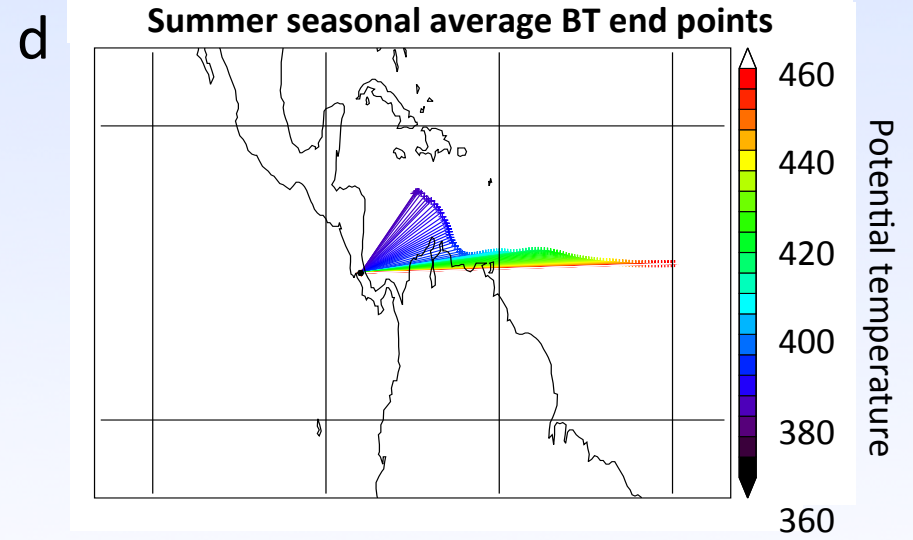 d
Summer seasonal average BT end points
460
440
420
400
380
360
Potential temperature